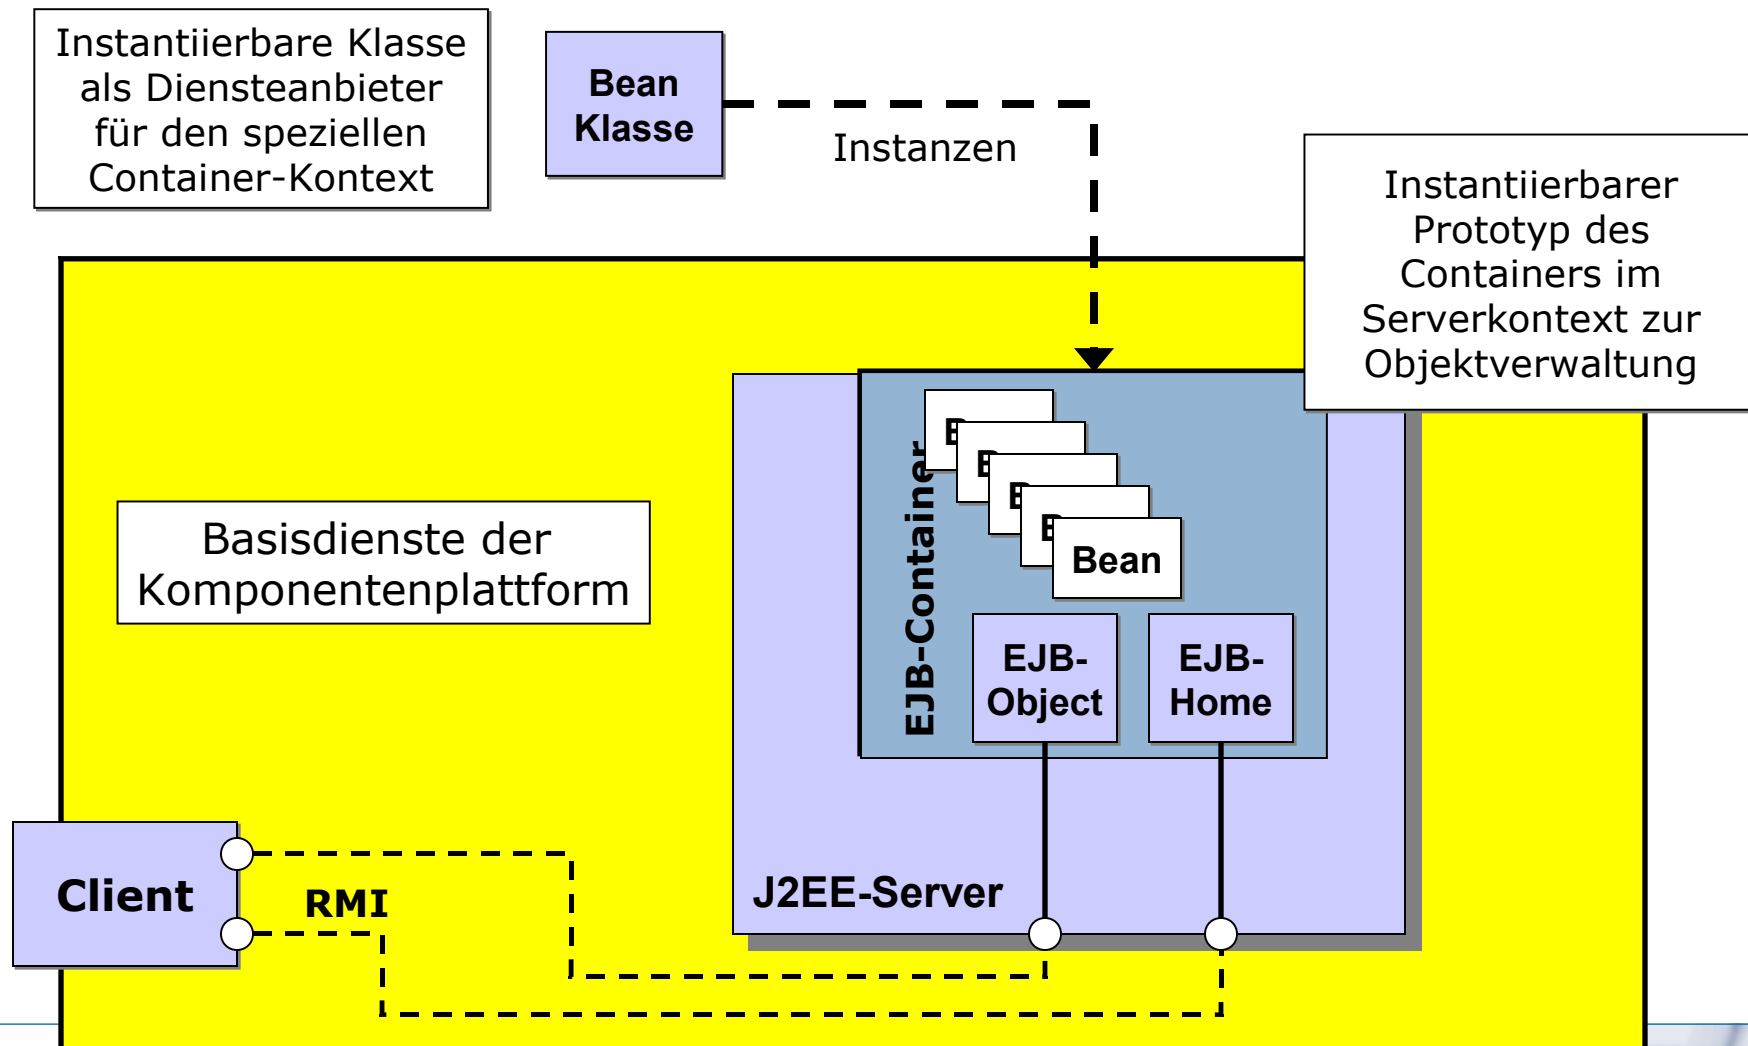 Instantiierbare Klasse
als Diensteanbieter
für den speziellen
Container-Kontext
Bean
Klasse
Instanzen
Instantiierbarer
Prototyp des
Containers im
Serverkontext zur
Objektverwaltung
Basisdienste der
Komponentenplattform
EJB-Container
B
B
B
B
Bean
EJB-
Object
EJB-
Home
J2EE-Server
Client
RMI